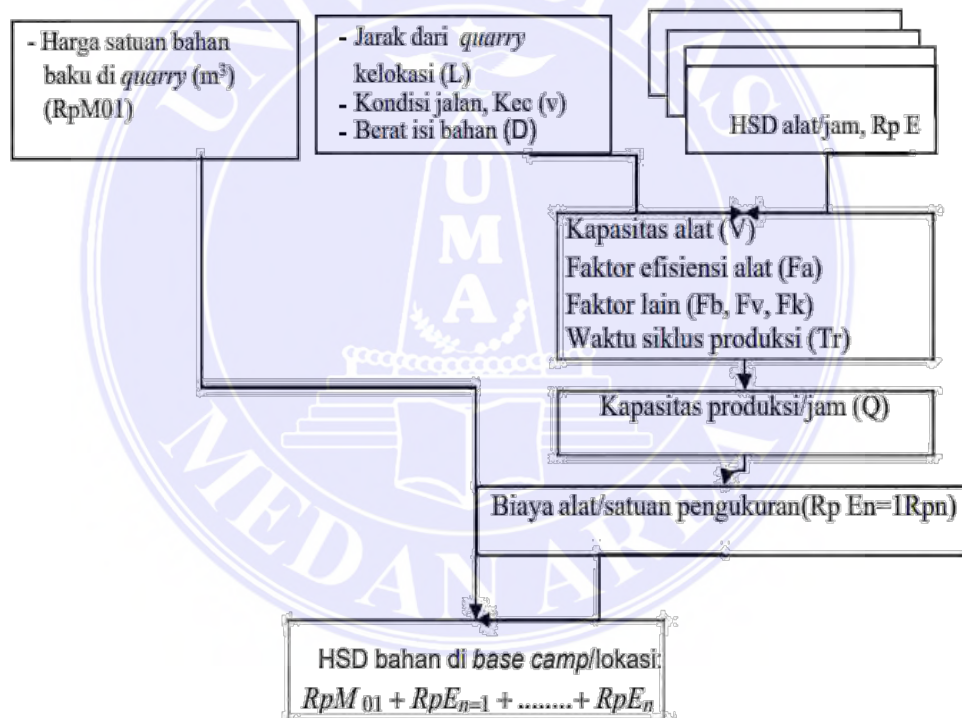 - Harga satuan bahan
baku di quarry (m³)
(RpM01)
- Jarak dari quarry
kelokasi (L)
- Kondisi jalan, Kec (v)
- Berat isi bahan (D)
HSD alat/jam, Rp E
Kapasitas alat (V)
Faktor efisiensi alat (Fa)
Faktor lain (Fb, Fv, Fk)
Waktu siklus produksi (Tr)
Kapasitas produksi/jam (Q)
Biaya alat/satuan pengukuran(Rp En=1Rpn)
HSD bahan di base camp/lokasi:
RpM 01 + RpEn=1 + ........ + RpEn
UMA
MEDAN AREA